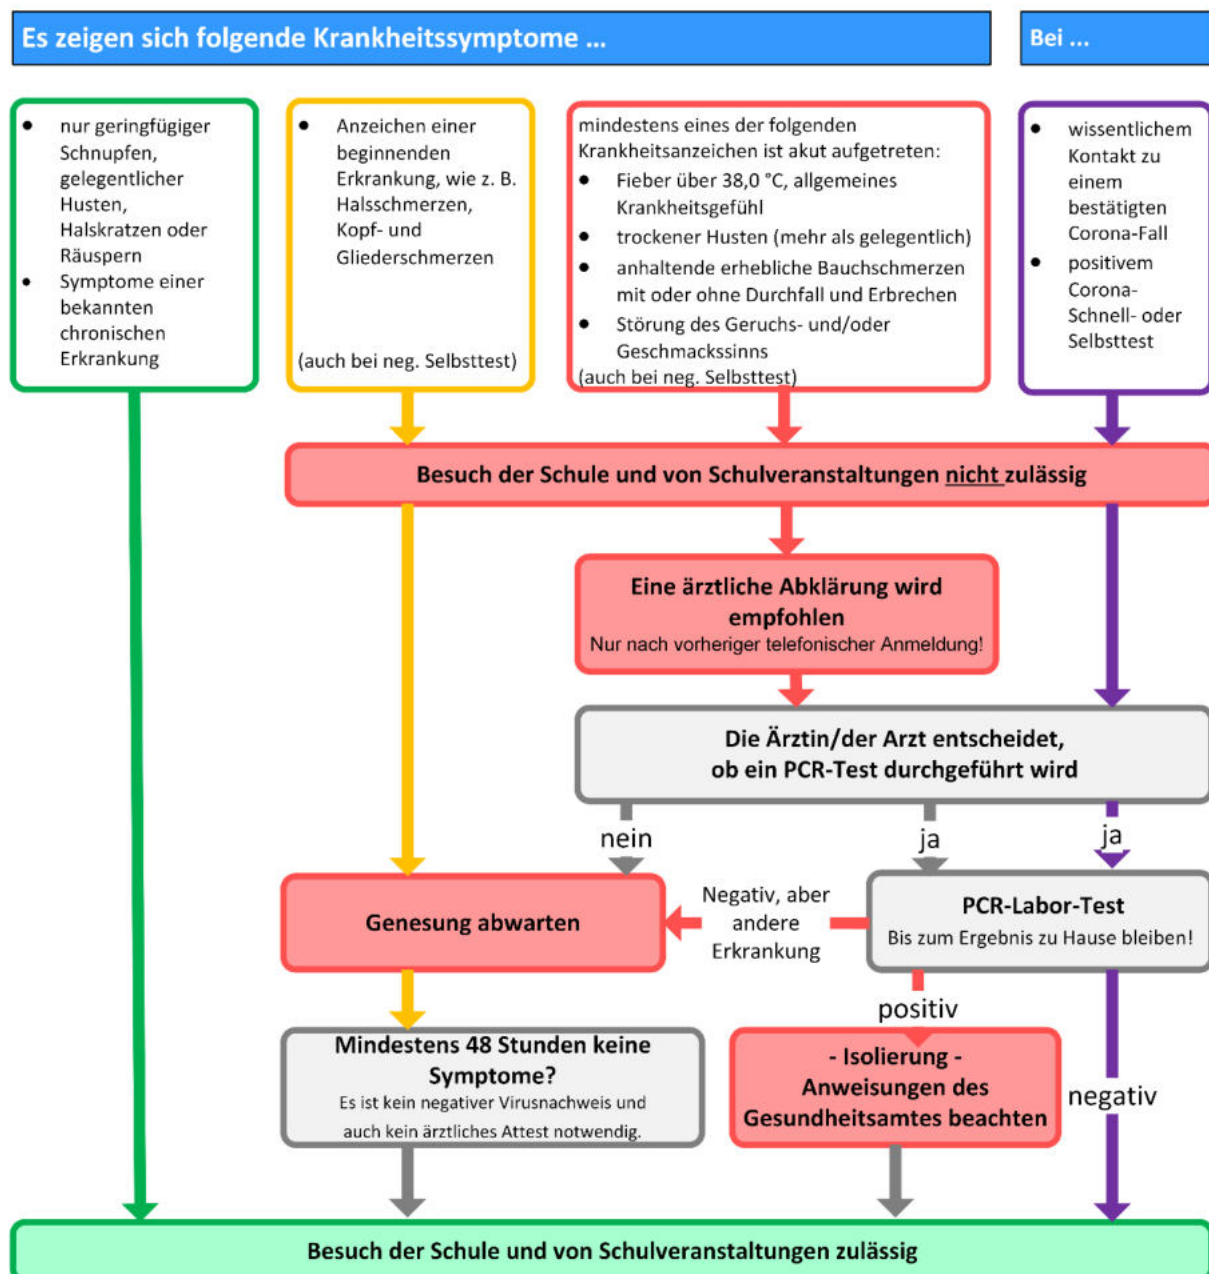 Es zeigen sich folgende Krankheitssymptome ...
Bei ...
● nur geringfügiger
Schnupfen,
gelegentlicher
Husten,
Halskratzen oder
Räuspern
● Symptome einer
bekannten
chronischen
Erkrankung
● Anzeichen einer
beginnenden
Erkrankung, wie z. B.
Halsschmerzen,
Kopf- und
Gliederschmerzen
(auch bei neg. Selbsttest)
mindestens eines der folgenden
Krankheitsanzeichen ist akut aufgetreten:
● Fieber über 38,0 °C, allgemeines
Krankheitsgefühl
● trockener Husten (mehr als gelegentlich)
● anhaltende erhebliche Bauchschmerzen
mit oder ohne Durchfall und Erbrechen
● Störung des Geruchs- und/oder
Geschmackssinns
(auch bei neg. Selbsttest)
● wissentlichem
Kontakt zu
einem
bestätigten
Corona-Fall
● positivem
Corona-
Schnell- oder
Selbsttest
Besuch der Schule und von Schulveranstaltungen nicht zulässig
Eine ärztliche Abklärung wird
empfohlen
Nur nach vorheriger telefonischer Anmeldung!
Die Ärztin/der Arzt entscheidet,
ob ein PCR-Test durchgeführt wird
nein
ja
ja
Genesung abwarten
Negativ, aber
andere
Erkrankung
PCR-Labor-Test
Bis zum Ergebnis zu Hause bleiben!
positiv
Mindestens 48 Stunden keine
Symptome?
Es ist kein negativer Virusnachweis und
auch kein ärztliches Attest notwendig.
- Isolierung -
Anweisungen des
Gesundheitsamtes beachten
negativ
Besuch der Schule und von Schulveranstaltungen zulässig